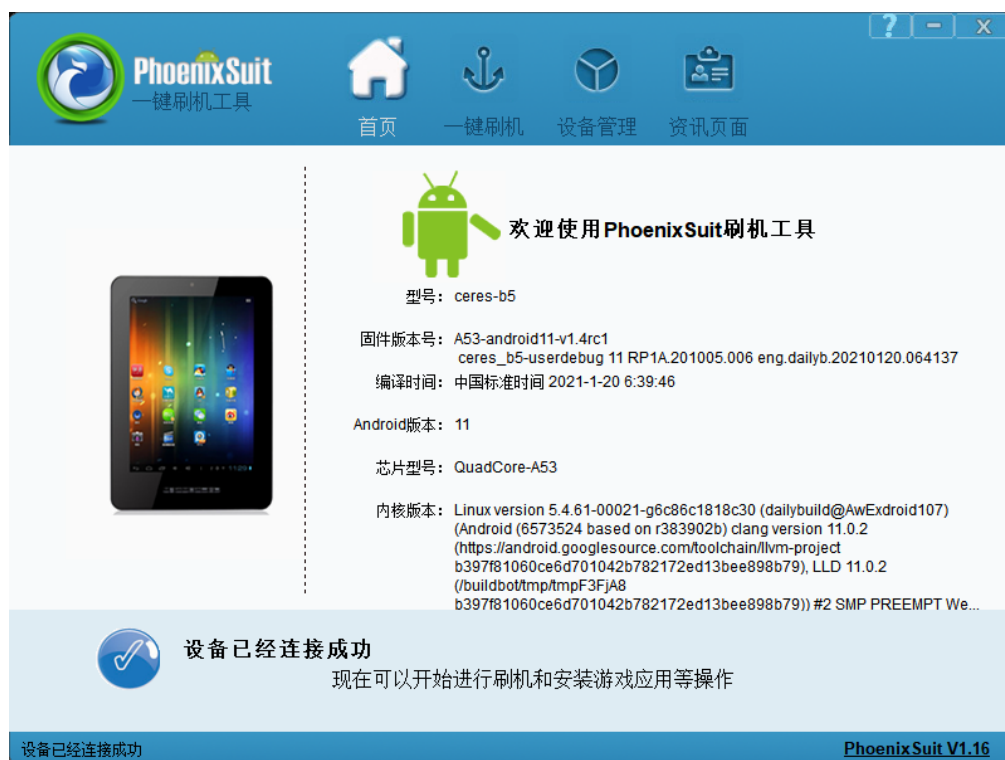 ? — x
PhoenixSuit
一键刷机工具
首页 一键刷机 设备管理 资讯页面
欢迎使用PhoenixSuit刷机工具
型号： ceres-b5
固件版本号： A53-android11-v1.4rc1
ceres_b5-userdebug 11 RP1A.201005.006 eng.dailyb.20210120.064137
编译时间： 中国标准时间 2021-1-20 6:39:46
Android版本： 11
芯片型号： QuadCore-A53
内核版本： Linux version 5.4.61-00021-g6c86c1818c30 (dailybuild@AwExdroid107)
(Android (6573524 based on r383902b) clang version 11.0.2
(https://android.googlesource.com/toolchain/llvm-project
b397f81060ce6d701042b782172ed13bee898b79), LLD 11.0.2
(/buildbot/tmp/tmpF3FjA8
b397f81060ce6d701042b782172ed13bee898b79)) #2 SMP PREEMPT We...
设备已经连接成功
现在可以开始进行刷机和安装游戏应用等操作
设备已经连接成功 PhoenixSuit V1.16